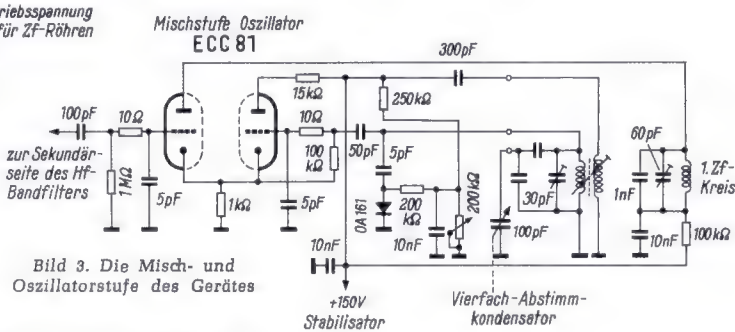 riebsspannung
für Zf-Röhren
Mischstufe Oszillator
ECC 81
300pF
15kΩ
250kΩ
100pF
10Ω
10Ω
60pF
zur Sekundär-
seite des Hf-
Bandfilters
1MΩ
5pF
100
kΩ
50pF
5pF
1kΩ
5pF
0A161
200
kΩ
200kΩ
10nF
30pF
100pF
1nF
1. Zf-
Kreis
10nF
100kΩ
Bild 3. Die Misch- und
Oszillatorstufe des Gerätes
10nF
+150V
Stabilisator
Vierfach-Abstimm-
kondensator